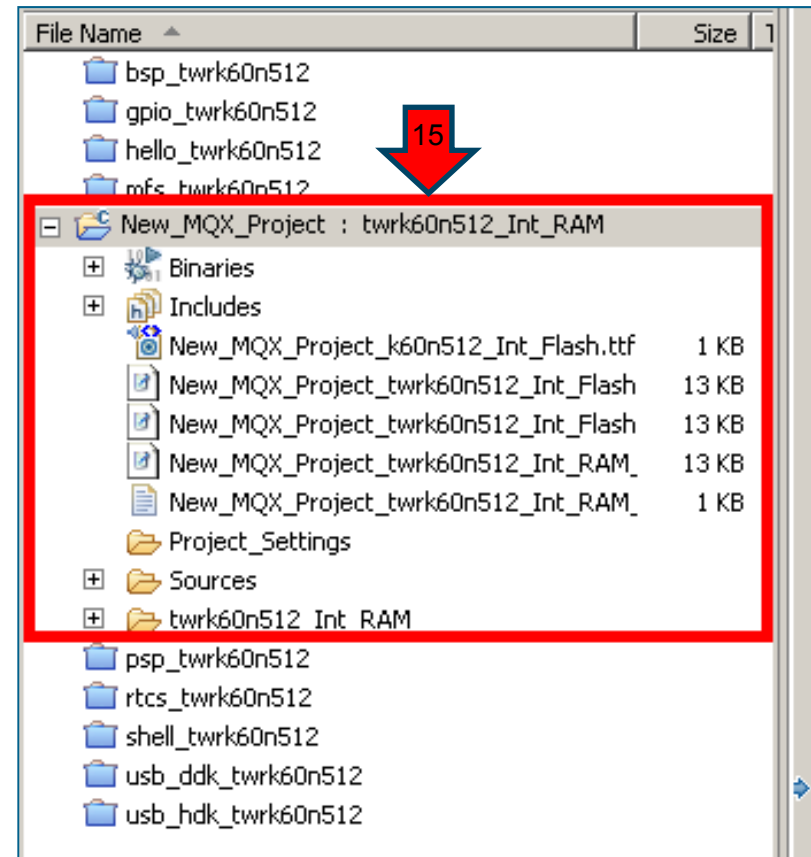 File Name Size
bsp_twrk60n512
gpio_twrk60n512
15
hello_twrk60n512
mfs_twrk60n512
New_MQX_Project : twrk60n512_Int_RAM
Binaries
Includes
New_MQX_Project_k60n512_Int_Flash.ttf 1 KB
New_MQX_Project_twrk60n512_Int_Flash 13 KB
New_MQX_Project_twrk60n512_Int_Flash 13 KB
New_MQX_Project_twrk60n512_Int_RAM_ 13 KB
New_MQX_Project_twrk60n512_Int_RAM_ 1 KB
Project_Settings
Sources
twrk60n512_Int_RAM
psp_twrk60n512
rtcs_twrk60n512
shell_twrk60n512
usb_ddk_twrk60n512
usb_hdk_twrk60n512